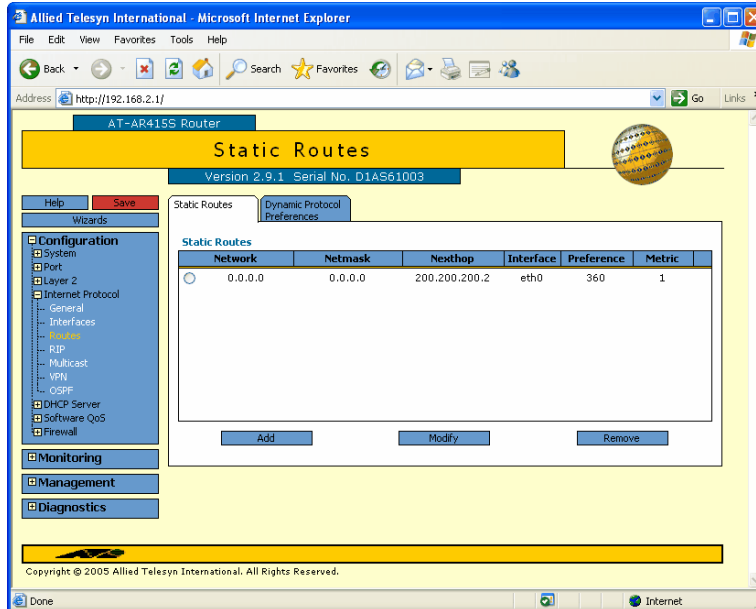 Allied Telesyn International - Microsoft Internet Explorer
File Edit View Favorites Tools Help
Back Search Favorites
Address http://192.168.2.1/ Go Links
AT-AR415S Router
Static Routes
Version 2.9.1 Serial No. D1AS61003
Help Save
Wizards
Configuration
System
Port
Layer 2
Internet Protocol
General
Interfaces
Routes
RIP
Multicast
VPN
OSPF
DHCP Server
Software QoS
Firewall
Monitoring
Management
Diagnostics
Static Routes Dynamic Protocol Preferences
Static Routes
Network Netmask Nexthop Interface Preference Metric
0.0.0.0 0.0.0.0 200.200.200.2 eth0 360 1
Add Modify Remove
Copyright © 2005 Allied Telesyn International. All Rights Reserved.
Done Internet